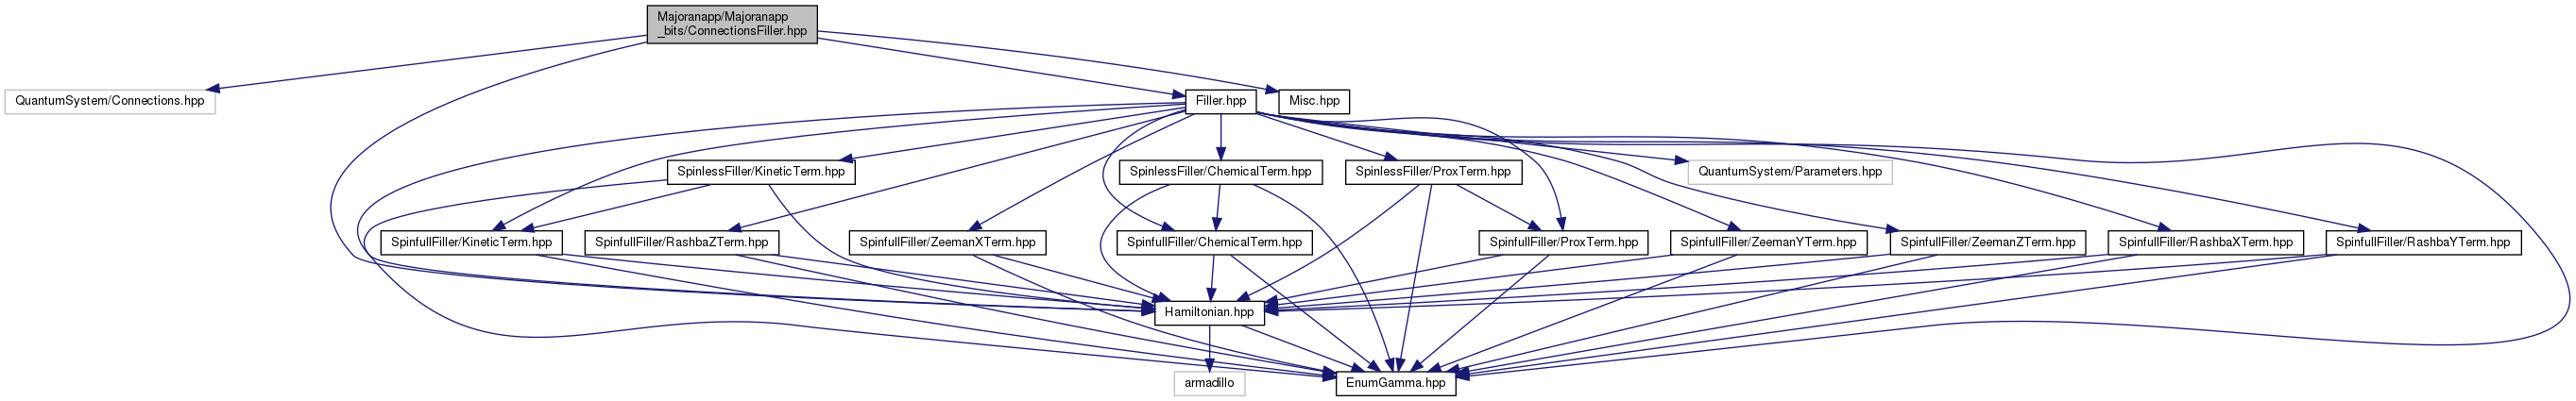 Majoranapp/Majoranapp
_bits/ConnectionsFiller.hpp
QuantumSystem/Connections.hpp
Filler.hpp
Misc.hpp
SpinlessFiller/KineticTerm.hpp
SpinlessFiller/ChemicalTerm.hpp
SpinlessFiller/ProxTerm.hpp
QuantumSystem/Parameters.hpp
SpinfullFiller/KineticTerm.hpp
SpinfullFiller/RashbaZTerm.hpp
SpinfullFiller/ZeemanXTerm.hpp
SpinfullFiller/ChemicalTerm.hpp
SpinfullFiller/ProxTerm.hpp
SpinfullFiller/ZeemanYTerm.hpp
SpinfullFiller/ZeemanZTerm.hpp
SpinfullFiller/RashbaXTerm.hpp
SpinfullFiller/RashbaYTerm.hpp
Hamiltonian.hpp
armadillo
EnumGamma.hpp